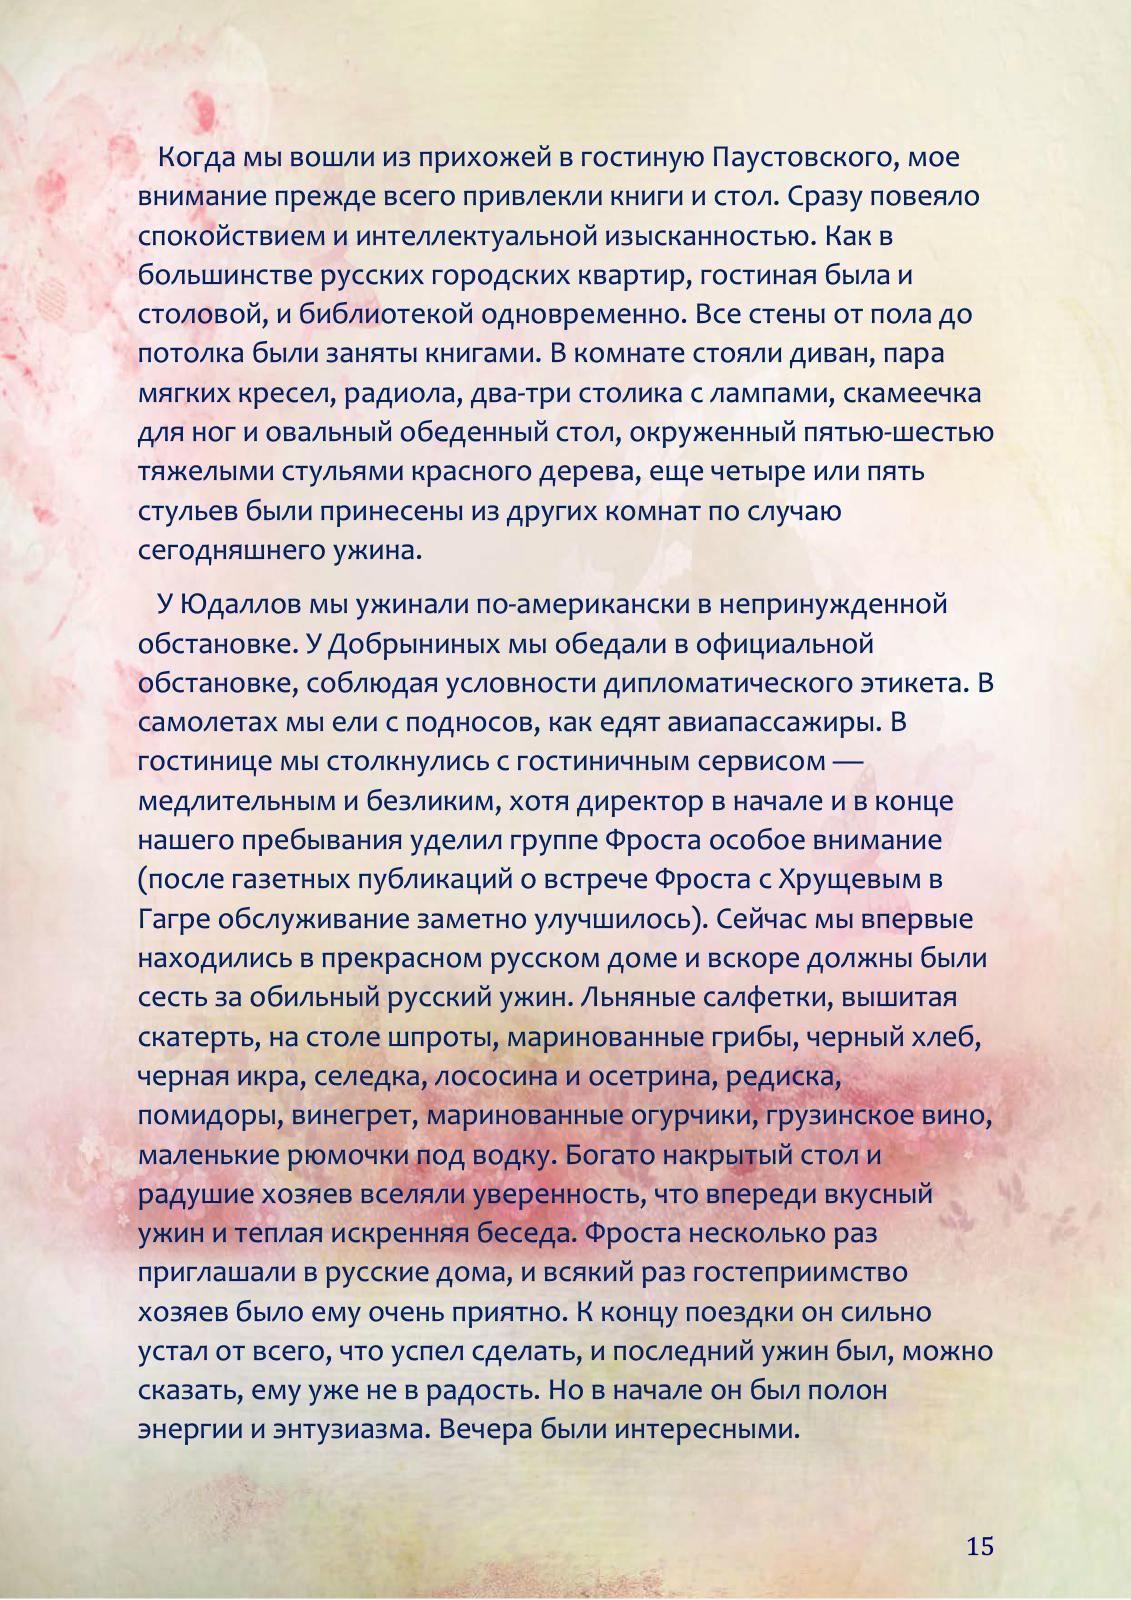 Когда мы вошли из прихожей в гостиную Паустовского, мое
внимание прежде всего привлекли книги и стол. Сразу повеяло
спокойствием и интеллектуальной изысканностью. Как в
большинстве русских городских квартир, гостиная была и
столовой, и библиотекой одновременно. Все стены от пола до
потолка были заняты книгами. В комнате стояли диван, пара
мягких кресел, радиола, два-три столика с лампами, скамеечка
для ног и овальный обеденный стол, окруженный пятью-шестью
тяжелыми стульями красного дерева, еще четыре или пять
стульев были принесены из других комнат по случаю
сегодняшнего ужина.
У Юдаллов мы ужинали по-американски в непринужденной
обстановке. У Добрыниных мы обедали в официальной
обстановке, соблюдая условности дипломатического этикета. В
самолетах мы ели с подносов, как едят авиапассажиры. В
гостинице мы столкнулись с гостиничным сервисом —
медлительным и безликим, хотя директор в начале и в конце
нашего пребывания уделил группе Фроста особое внимание
(после газетных публикаций о встрече Фроста с Хрущевым в
Гагре обслуживание заметно улучшилось). Сейчас мы впервые
находились в прекрасном русском доме и вскоре должны были
сесть за обильный русский ужин. Льняные салфетки, вышитая
скатерть, на столе шпроты, маринованные грибы, черный хлеб,
черная икра, селедка, лососина и осетрина, редиска,
помидоры, винегрет, маринованные огурчики, грузинское вино,
маленькие рюмочки под водку. Богато накрытый стол и
радушие хозяев вселяли уверенность, что впереди вкусный
ужин и теплая искренняя беседа. Фроста несколько раз
приглашали в русские дома, и всякий раз гостеприимство
хозяев было ему очень приятно. К концу поездки он сильно
устал от всего, что успел сделать, и последний ужин был, можно
сказать, ему уже не в радость. Но в начале он был полон
энергии и энтузиазма. Вечера были интересными.
15